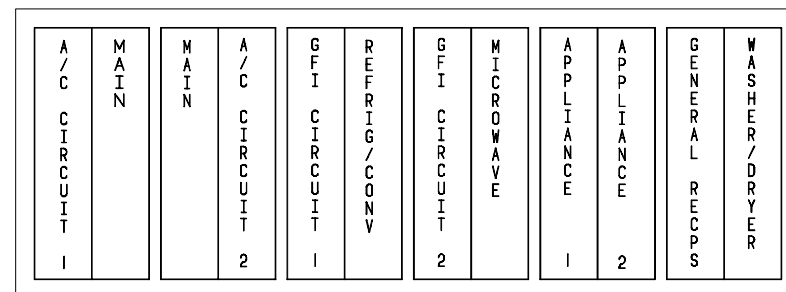 A/C CIRCUIT 1
MAIN
MAIN
A/C CIRCUIT 2
GFI CIRCUIT 1
REFRIG/CONV
GFI CIRCUIT 2
MICROWAVE
APPLIANCE 1
APPLIANCE 2
GENERAL RECPS
WASHER/DRYER